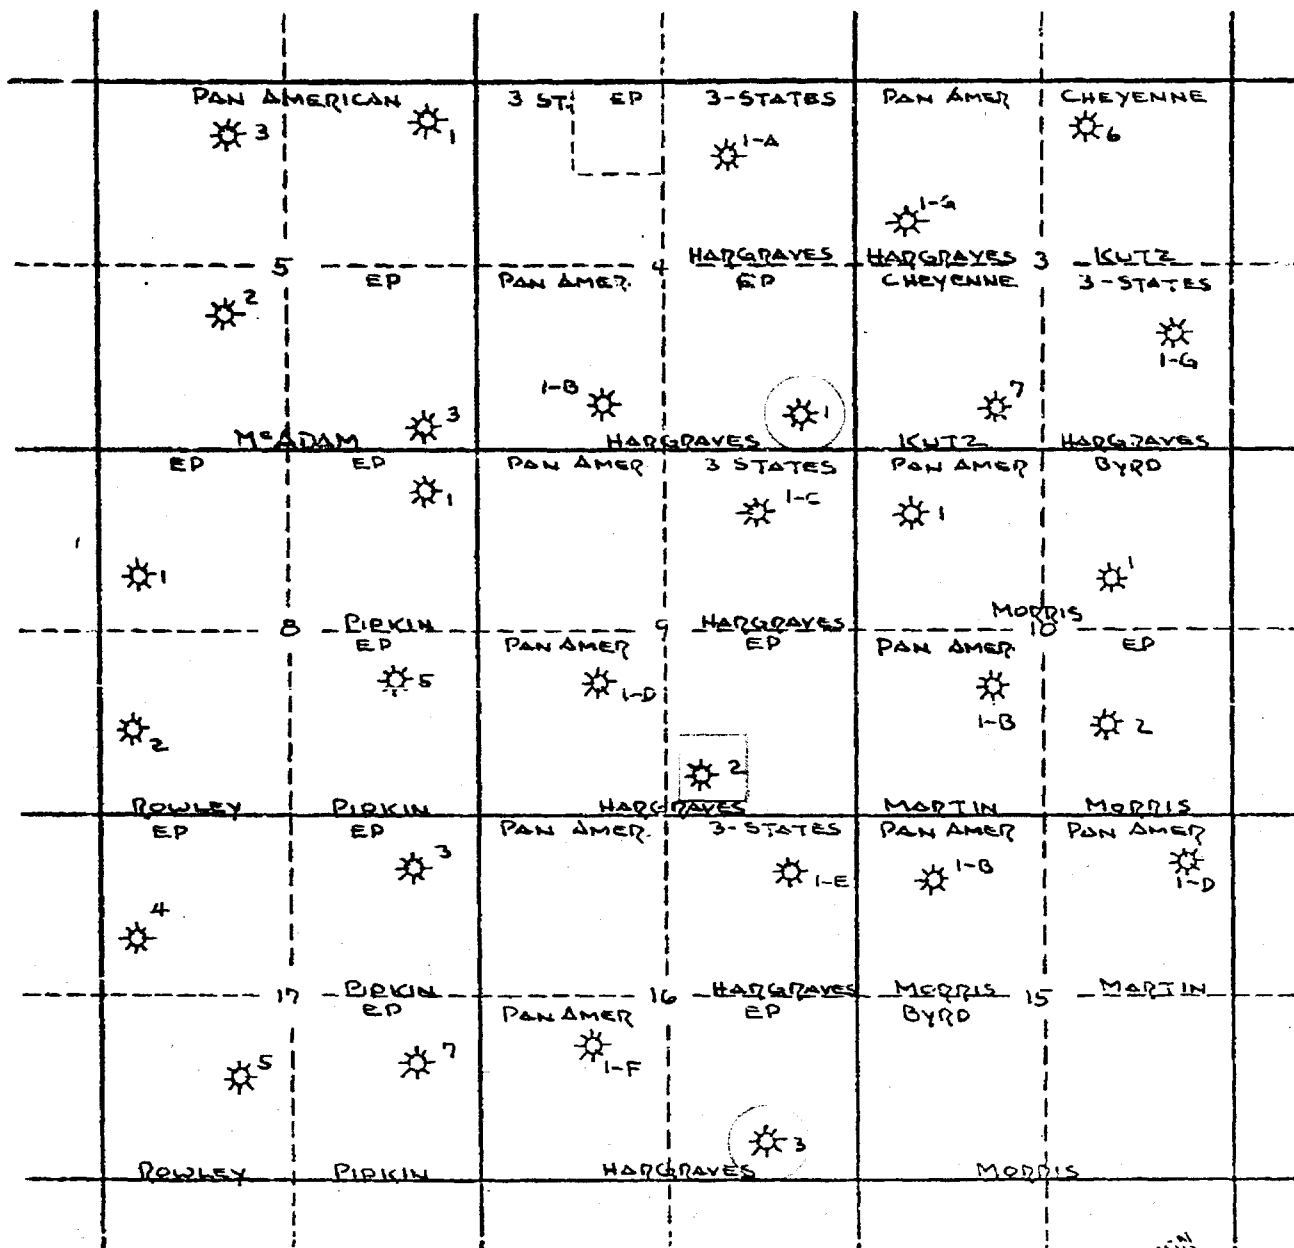 PAN AMERICAN 3 ST. EP 3-STATES PAN AMER CHEYENNE
3 1 1-A 6
1-G
HARGRAVES HARGRAVES KUTZ
5 4 3
EP PAN AMER. EP CHEYENNE 3-STATES
2
1-G
1-B 1 7
3
McADAM HARGRAVES KUTZ HARGRAVES
EP EP PAN AMER 3 STATES PAN AMER BYRD
1 1-C 1
1 1
PIPKIN HARGRAVES MORRIS
8 9 10
EP PAN AMER EP PAN AMER. EP
5 1-D
1-B 2
2
2
ROWLEY PIPKIN HARGRAVES MARTIN MORRIS
EP EP PAN AMER. 3-STATES PAN AMER PAN AMER
3 1-E 1-B 1-D
4
PIPKIN HARGRAVES MORRIS MARTIN
17 16 15
EP PAN AMER EP BYRD
5 7 1-F
3
ROWLEY PIPKIN HARGRAVES MORRIS